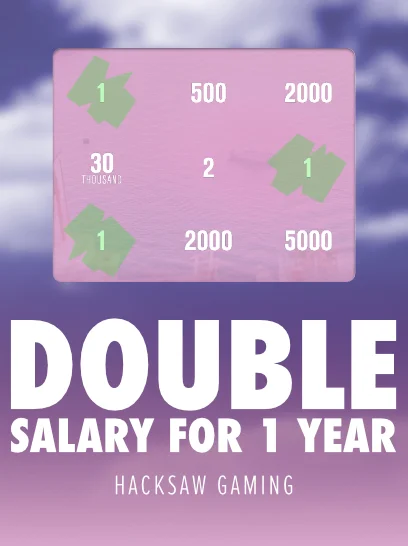 1 500 2000
30 2 1
THOUSAND
1 2000 5000
DOUBLE
SALARY FOR 1 YEAR
HACKSAW GAMING